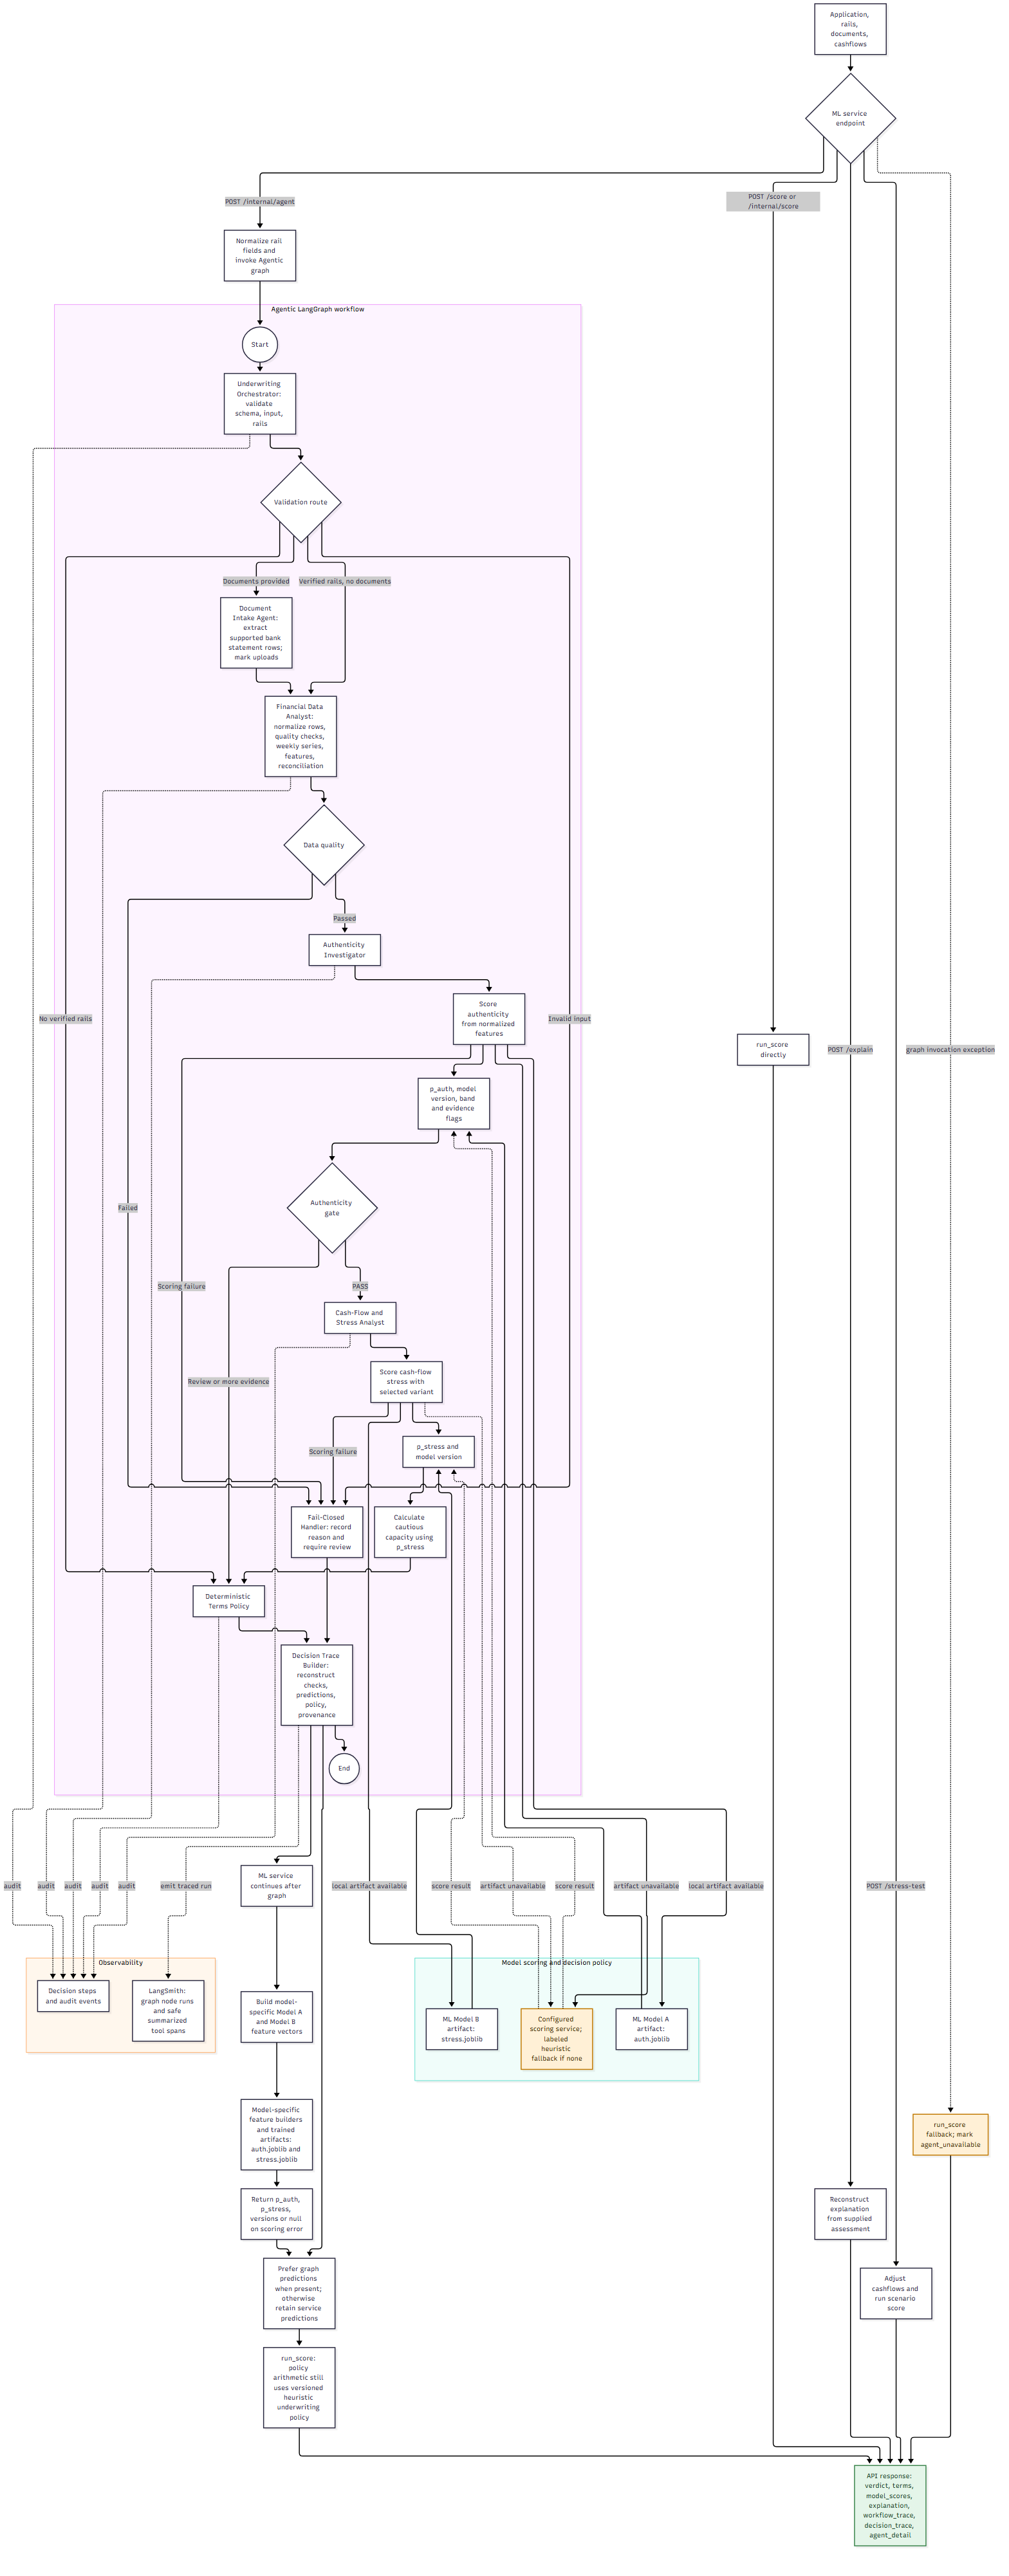 Application,
rails,
documents,
cashflows
ML service
endpoint
POST /internal/agent
POST /score or
/internal/score
Normalize rail
fields and
invoke Agentic
graph
Agentic LangGraph workflow
Start
Underwriting
Orchestrator:
validate
schema, input,
rails
Validation route
Documents provided
Verified rails, no documents
Document
Intake Agent:
extract
supported bank
statement rows;
mark uploads
Financial Data
Analyst:
normalize rows,
quality checks,
weekly series,
features,
reconciliation
Data quality
Passed
Authenticity
Investigator
Score
authenticity
from normalized
features
No verified rails
Invalid input
run_score
directly
POST /explain
graph invocation exception
p_auth, model
version, band
and evidence
flags
Authenticity
gate
Failed
Scoring failure
PASS
Cash-Flow and
Stress Analyst
Review or more evidence
Score cash-flow
stress with
selected variant
Scoring failure
p_stress and
model version
Fail-Closed
Handler: record
reason and
require review
Calculate
cautious
capacity using
p_stress
Deterministic
Terms Policy
Decision Trace
Builder:
reconstruct
checks,
predictions,
policy,
provenance
End
audit
audit
audit
audit
audit
emit traced run
ML service
continues after
graph
local artifact available
score result
artifact unavailable
score result
artifact unavailable
local artifact available
POST /stress-test
Observability
Decision steps
and audit events
LangSmith:
graph node runs
and safe
summarized
tool spans
Build model-
specific Model A
and Model B
feature vectors
Model scoring and decision policy
ML Model B
artifact:
stress.joblib
Configured
scoring service;
labeled
heuristic
fallback if none
ML Model A
artifact:
auth.joblib
Model-specific
feature builders
and trained
artifacts:
auth.joblib and
stress.joblib
run_score
fallback; mark
agent_unavailable
Return p_auth,
p_stress,
versions or null
on scoring error
Reconstruct
explanation
from supplied
assessment
Prefer graph
predictions
when present;
otherwise
retain service
predictions
Adjust
cashflows and
run scenario
score
run_score:
policy
arithmetic still
uses versioned
heuristic
underwriting
policy
API response:
verdict, terms,
model_scores,
explanation,
workflow_trace,
decision_trace,
agent_detail